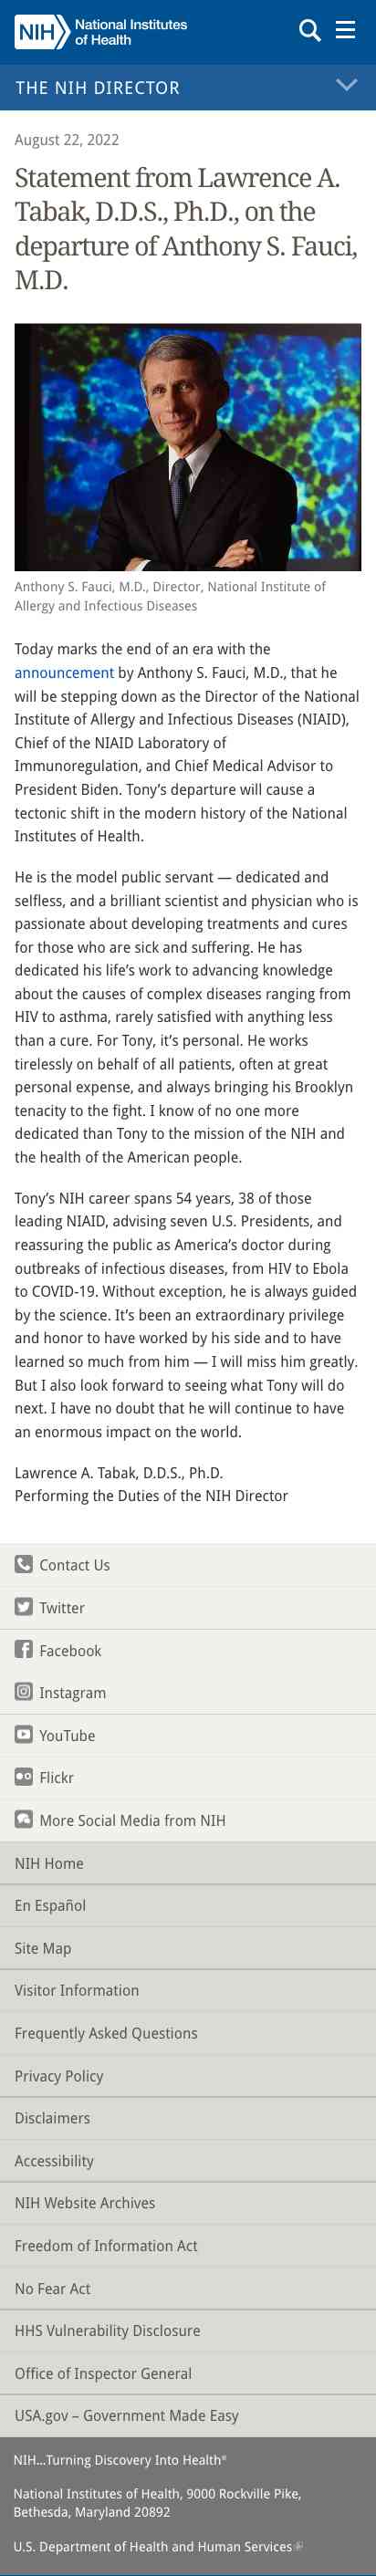 NIH National Institutes
of Health
THE NIH DIRECTOR
August 22, 2022
Statement from Lawrence A.
Tabak, D.D.S., Ph.D., on the
departure of Anthony S. Fauci,
M.D.
Anthony S. Fauci, M.D., Director, National Institute of
Allergy and Infectious Diseases
Today marks the end of an era with the
announcement by Anthony S. Fauci, M.D., that he
will be stepping down as the Director of the National
Institute of Allergy and Infectious Diseases (NIAID),
Chief of the NIAID Laboratory of
Immunoregulation, and Chief Medical Advisor to
President Biden. Tony’s departure will cause a
tectonic shift in the modern history of the National
Institutes of Health.
He is the model public servant — dedicated and
selfless, and a brilliant scientist and physician who is
passionate about developing treatments and cures
for those who are sick and suffering. He has
dedicated his life’s work to advancing knowledge
about the causes of complex diseases ranging from
HIV to asthma, rarely satisfied with anything less
than a cure. For Tony, it’s personal. He works
tirelessly on behalf of all patients, often at great
personal expense, and always bringing his Brooklyn
tenacity to the fight. I know of no one more
dedicated than Tony to the mission of the NIH and
the health of the American people.
Tony’s NIH career spans 54 years, 38 of those
leading NIAID, advising seven U.S. Presidents, and
reassuring the public as America’s doctor during
outbreaks of infectious diseases, from HIV to Ebola
to COVID-19. Without exception, he is always guided
by the science. It’s been an extraordinary privilege
and honor to have worked by his side and to have
learned so much from him — I will miss him greatly.
But I also look forward to seeing what Tony will do
next. I have no doubt that he will continue to have
an enormous impact on the world.
Lawrence A. Tabak, D.D.S., Ph.D.
Performing the Duties of the NIH Director
Contact Us
Twitter
Facebook
Instagram
YouTube
Flickr
More Social Media from NIH
NIH Home
En Español
Site Map
Visitor Information
Frequently Asked Questions
Privacy Policy
Disclaimers
Accessibility
NIH Website Archives
Freedom of Information Act
No Fear Act
HHS Vulnerability Disclosure
Office of Inspector General
USA.gov – Government Made Easy
NIH…Turning Discovery Into Health®
National Institutes of Health, 9000 Rockville Pike,
Bethesda, Maryland 20892
U.S. Department of Health and Human Services